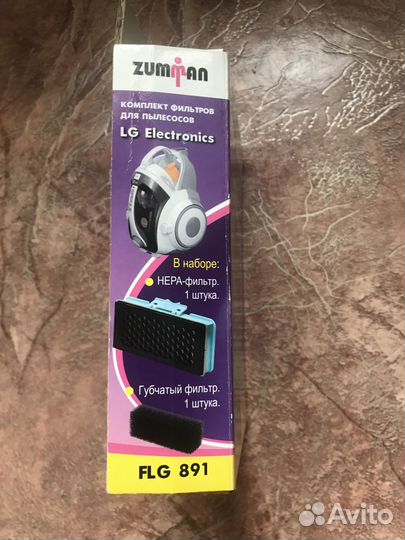 ZUMMAN
КОМПЛЕКТ ФИЛЬТРОВ
ДЛЯ ПЫЛЕСОСОВ
LG Electronics
В наборе:
НЕРА-фильтр.
1 штука.
Губчатый фильтр.
1 штука.
FLG 891
Avito